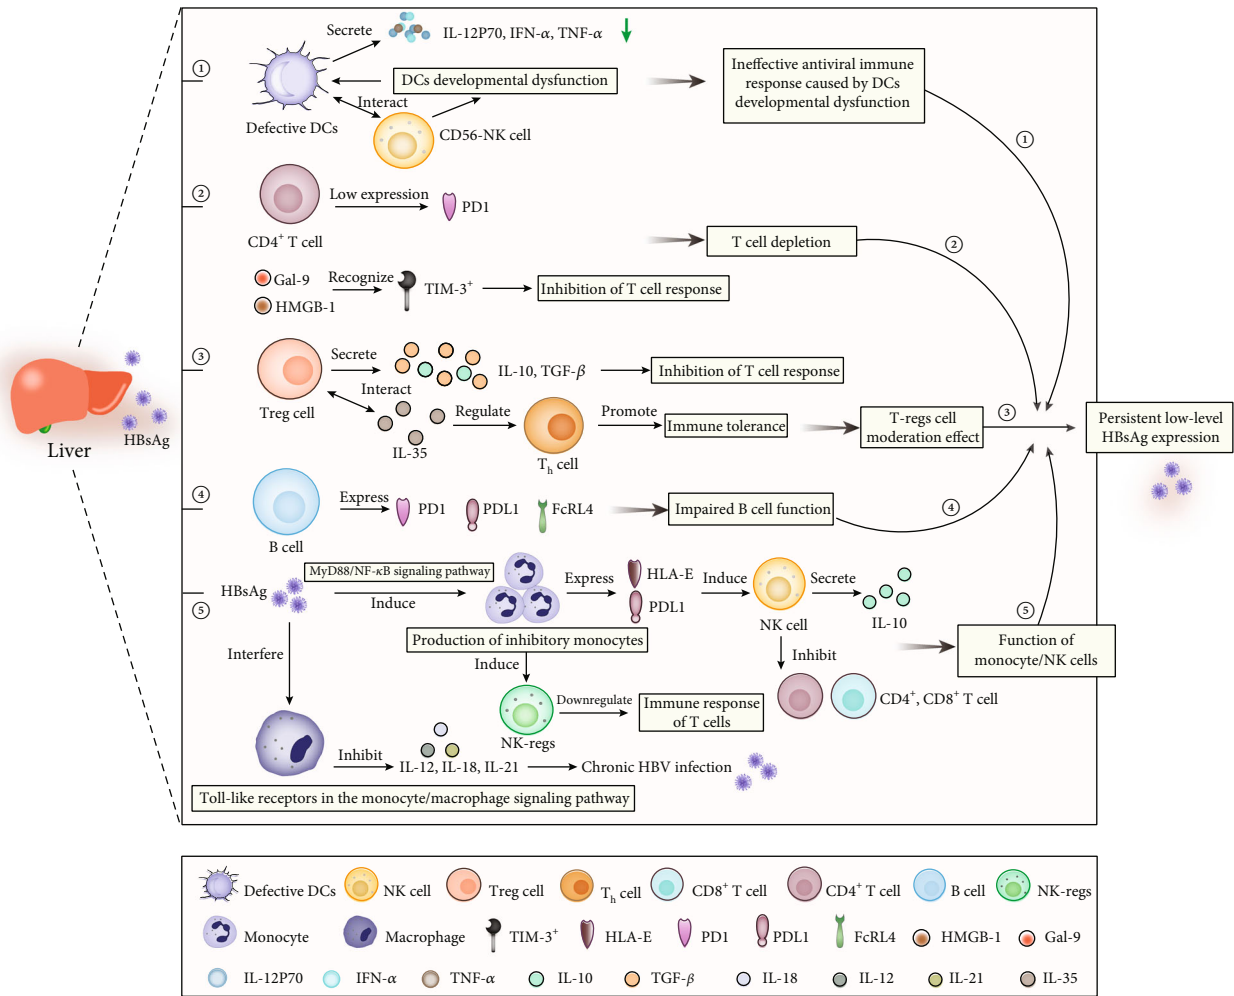 Secrete
IL-12P70, IFN-α, TNF-α
①
DCs developmental dysfunction
Ineffective antiviral immune
response caused by DCs
developmental dysfunction
Interact
Defective DCs
CD56-NK cell
①
②
Low expression
PD1
CD4⁺ T cell
T cell depletion
②
Gal-9
HMGB-1
Recognize
TIM-3⁺
Inhibition of T cell response
③
Secrete
IL-10, TGF-β
Inhibition of T cell response
Treg cell
Interact
IL-35
Regulate
Tₕ cell
Promote
Immune tolerance
T-regs cell
moderation effect
③
Persistent low-level
HBsAg expression
HBsAg
Liver
④
Express
PD1
PDL1
FcRL4
Impaired B cell function
④
B cell
HBsAg
⑤
MyD88/NF-κB signaling pathway
Induce
Express
HLA-E
PDL1
Induce
Secrete
NK cell
IL-10
⑤
Production of inhibitory monocytes
Function of
monocyte/NK cells
Interfere
Induce
Inhibit
Downregulate
Immune response
of T cells
CD4⁺, CD8⁺ T cell
NK-regs
Inhibit
IL-12, IL-18, IL-21
Chronic HBV infection
Toll-like receptors in the monocyte/macrophage signaling pathway
Defective DCs
NK cell
Treg cell
Tₕ cell
CD8⁺ T cell
CD4⁺ T cell
B cell
NK-regs
Monocyte
Macrophage
TIM-3⁺
HLA-E
PD1
PDL1
FcRL4
HMGB-1
Gal-9
IL-12P70
IFN-α
TNF-α
IL-10
TGF-β
IL-18
IL-12
IL-21
IL-35